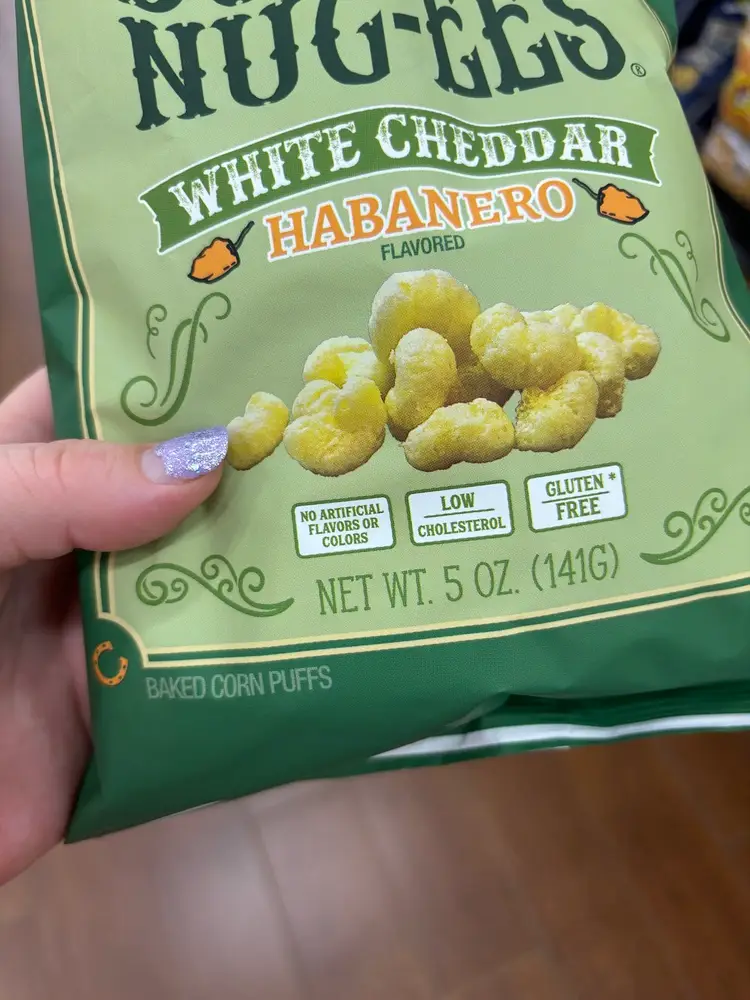 NUG-EES®
WHITE CHEDDAR
HABANERO
FLAVORED
NO ARTIFICIAL
FLAVORS OR
COLORS
LOW
CHOLESTEROL
GLUTEN*
FREE
NET WT. 5 OZ. (141G)
BAKED CORN PUFFS